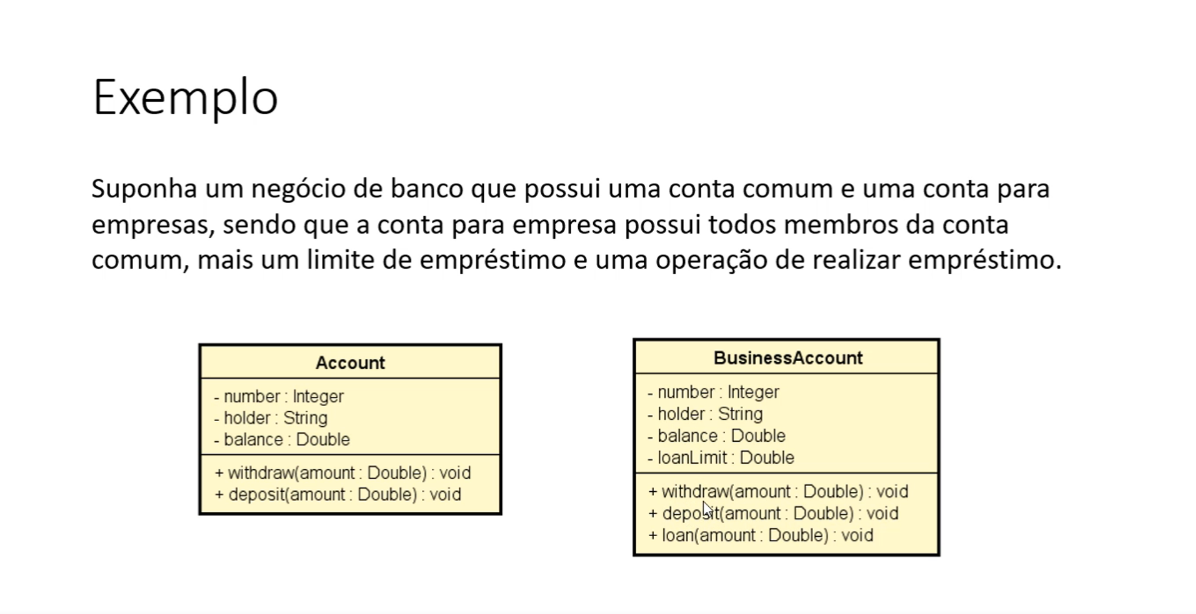 Exemplo
Suponha um negócio de banco que possui uma conta comum e uma conta para
empresas, sendo que a conta para empresa possui todos membros da conta
comum, mais um limite de empréstimo e uma operação de realizar empréstimo.
Account
- number : Integer
- holder : String
- balance : Double
+ withdraw(amount : Double) : void
+ deposit(amount : Double) : void
BusinessAccount
- number : Integer
- holder : String
- balance : Double
- loanLimit : Double
+ withdraw(amount : Double) : void
+ deposit(amount : Double) : void
+ loan(amount : Double) : void